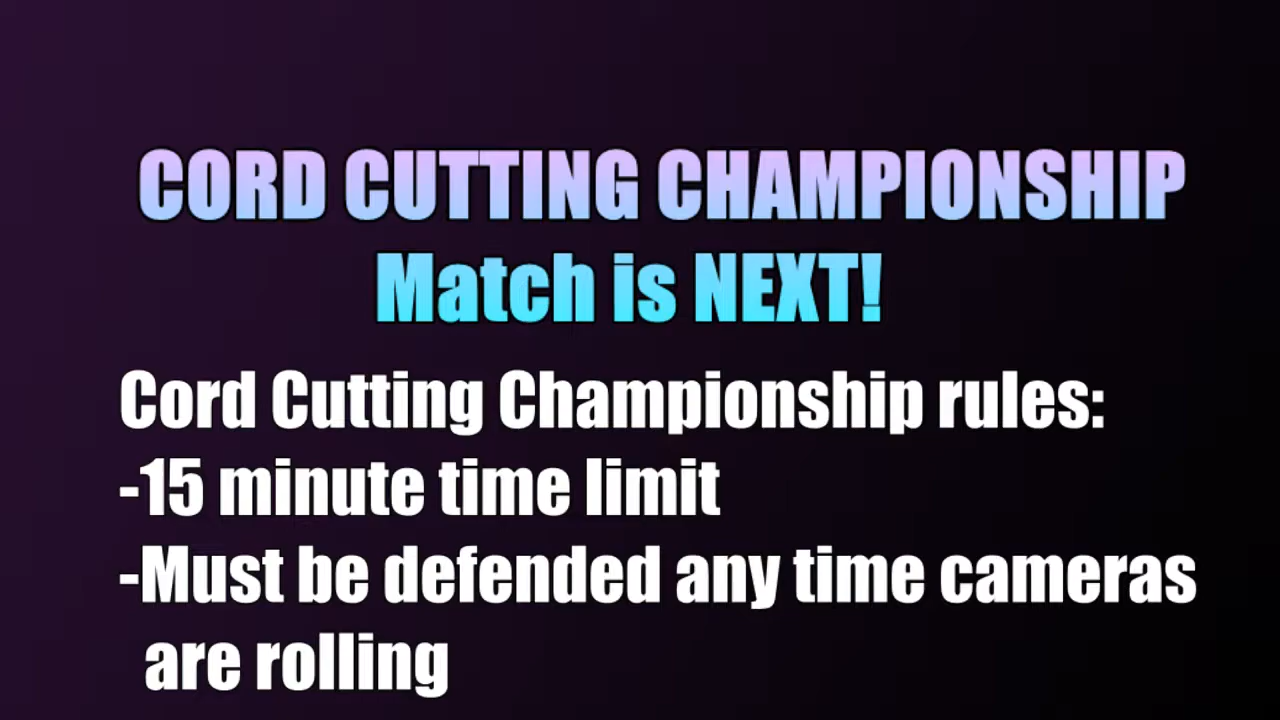 CORD CUTTING CHAMPIONSHIP
Match is NEXT!
Cord Cutting Championship rules:
-15 minute time limit
-Must be defended any time cameras
are rolling